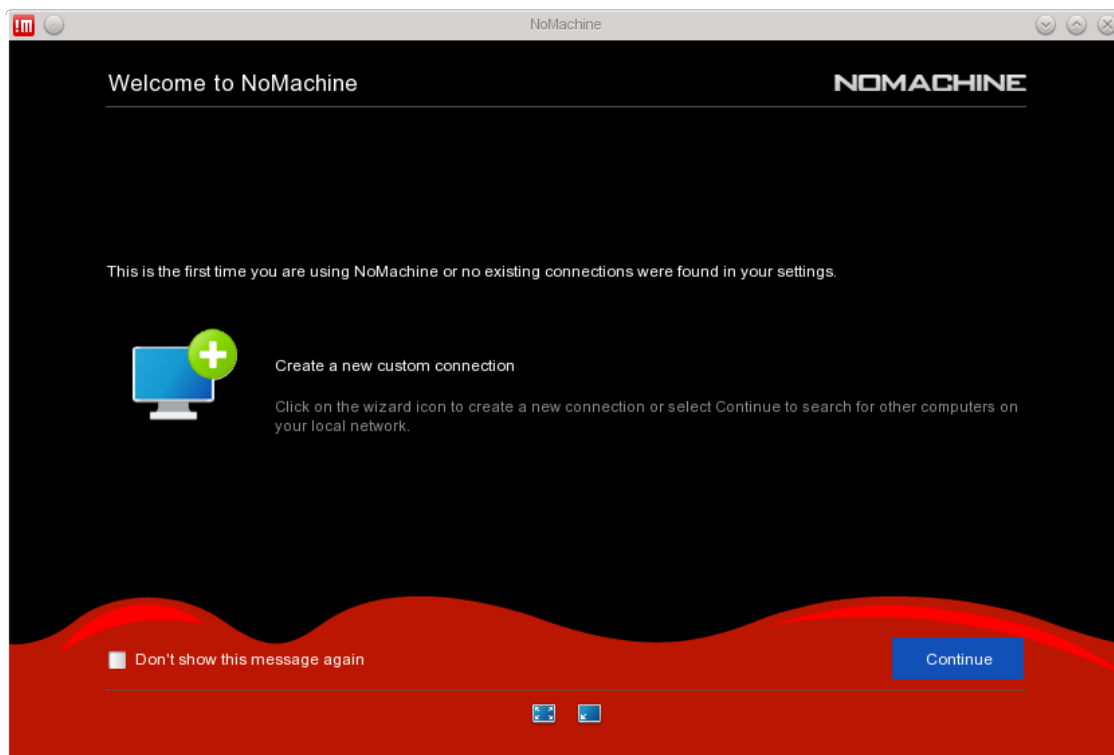 NoMachine
Welcome to NoMachine
NOMACHINE
This is the first time you are using NoMachine or no existing connections were found in your settings.
Create a new custom connection
Click on the wizard icon to create a new connection or select Continue to search for other computers on
your local network.
Don't show this message again
Continue